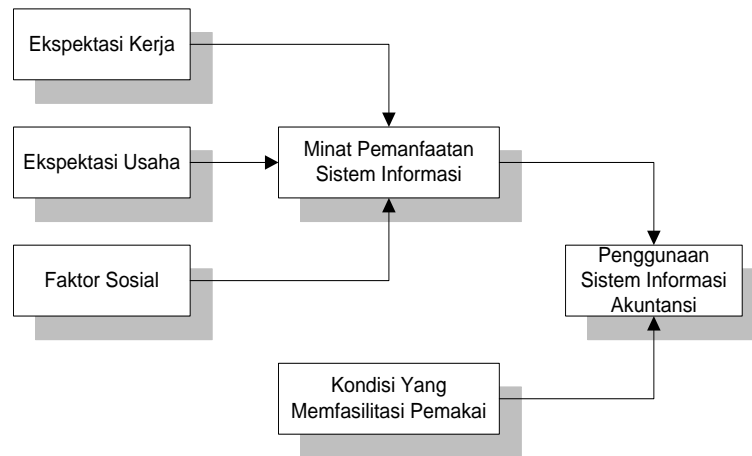 Ekspektasi Kerja
Ekspektasi Usaha
Minat Pemanfaatan
Sistem Informasi
Faktor Sosial
Penggunaan
Sistem Informasi
Akuntansi
Kondisi Yang
Memfasilitasi Pemakai